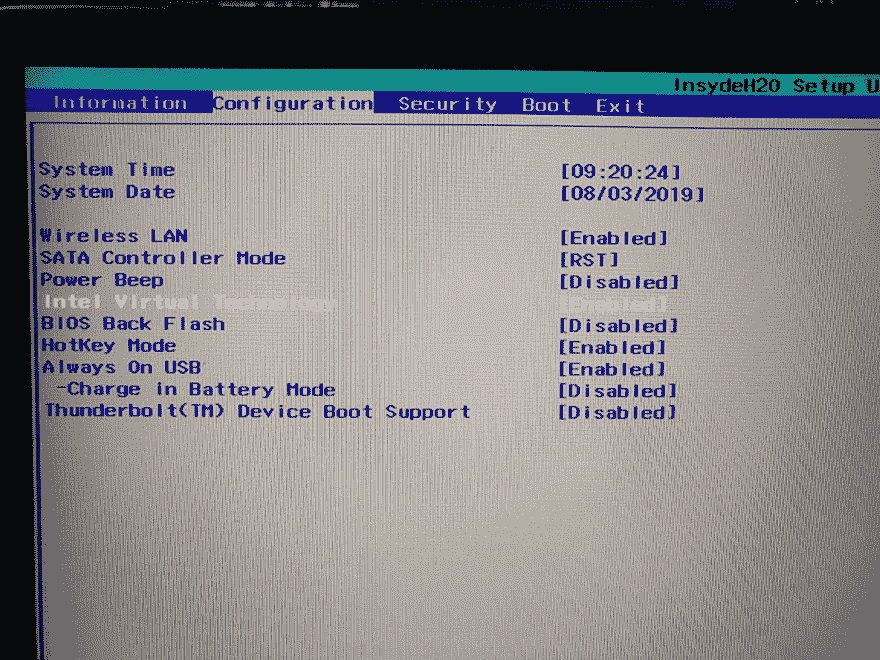 InsydeH2O Setup U
Information Configuration Security Boot Exit
System Time [09:20:24]
System Date [08/03/2019]
Wireless LAN [Enabled]
SATA Controller Mode [RST]
Power Beep [Disabled]
Intel Virtual Technology [Enabled]
BIOS Back Flash [Disabled]
HotKey Mode [Enabled]
Always On USB [Enabled]
-Charge in Battery Mode [Disabled]
Thunderbolt(TM) Device Boot Support [Disabled]